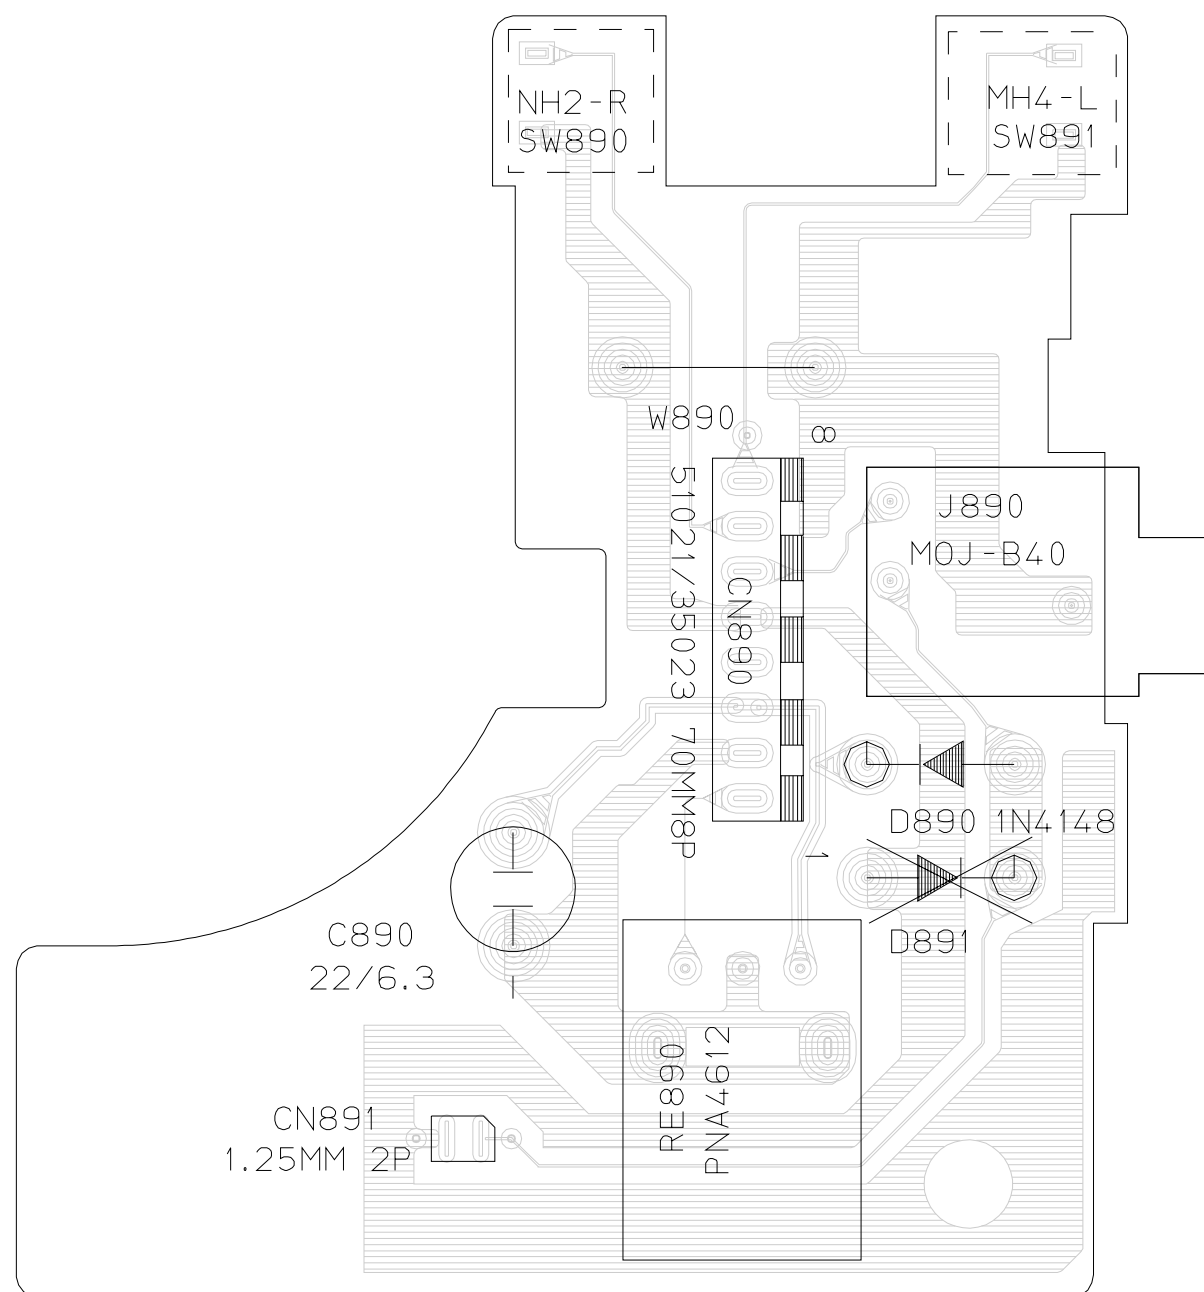 NH2-R
SW890
MH4-L
SW891
W890
8
51021/35023 70MM8P
CN890
J890
MOJ-B40
D890 1N4148
1
D891
C890
22/6.3
RE890
PNA4612
CN891
1.25MM 2P